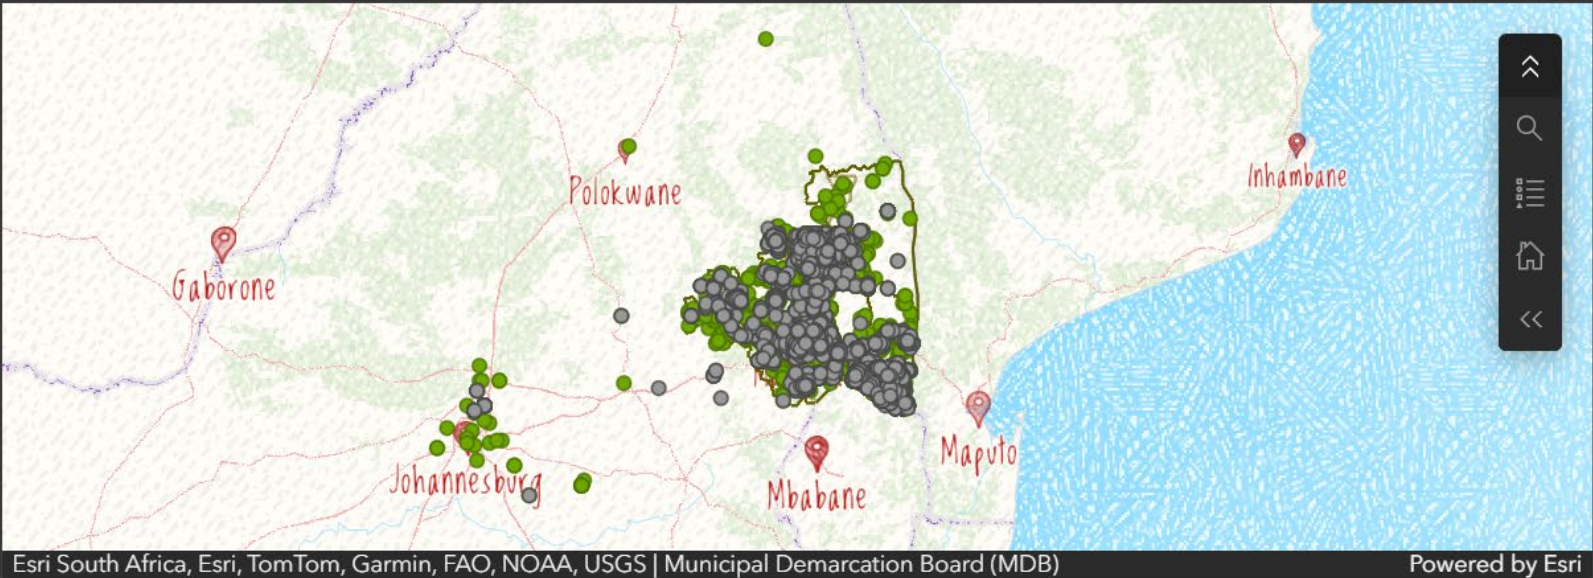 Polokwane
Inhambane
Gaborone
Maputo
Johannesburg
Mbabane
Esri South Africa, Esri, TomTom, Garmin, FAO, NOAA, USGS | Municipal Demarcation Board (MDB)
Powered by Esri